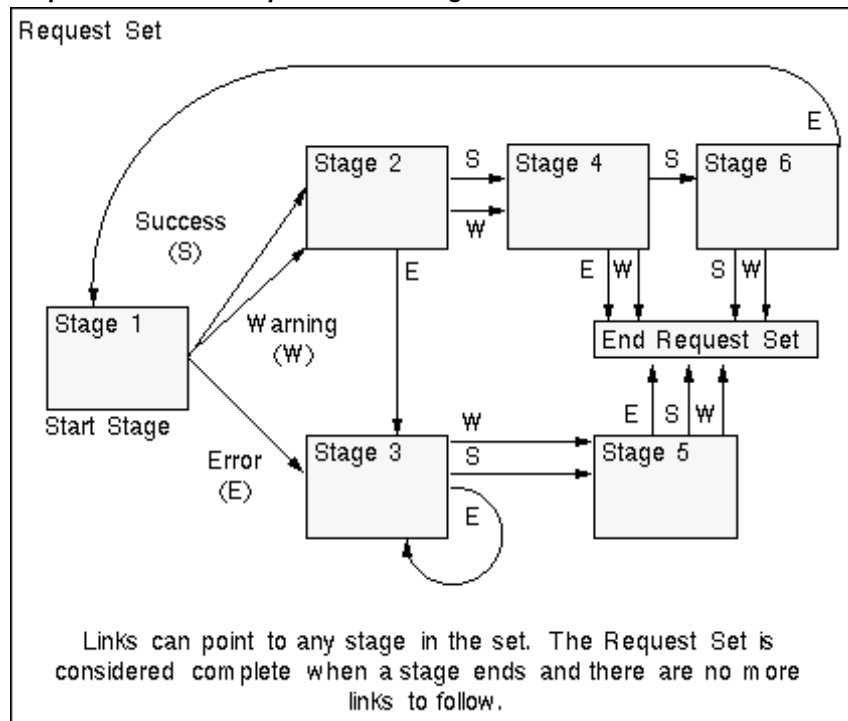 Request Set
E
Stage 2
S
Stage 4
S
Stage 6
W
Success
(S)
E
E
W
S
W
Stage 1
Warning
(W)
End Request Set
Start Stage
E
S
W
Error
(E)
Stage 3
W
S
Stage 5
E
Links can point to any stage in the set. The Request Set is
considered complete when a stage ends and there are no more
links to follow.